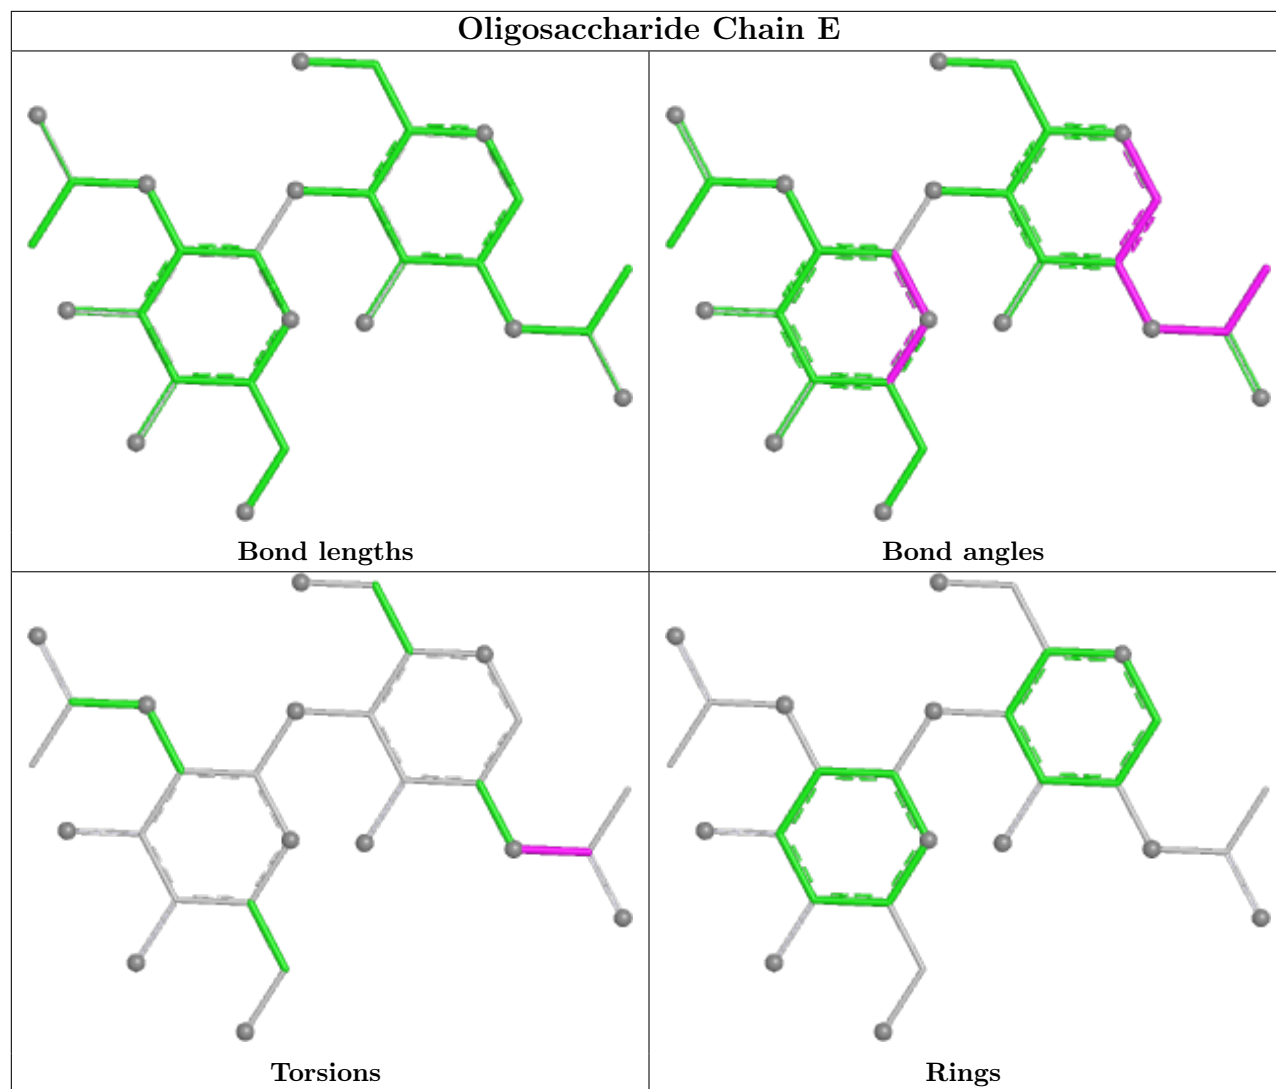 Oligosaccharide Chain E
Bond lengths
Bond angles
Torsions
Rings